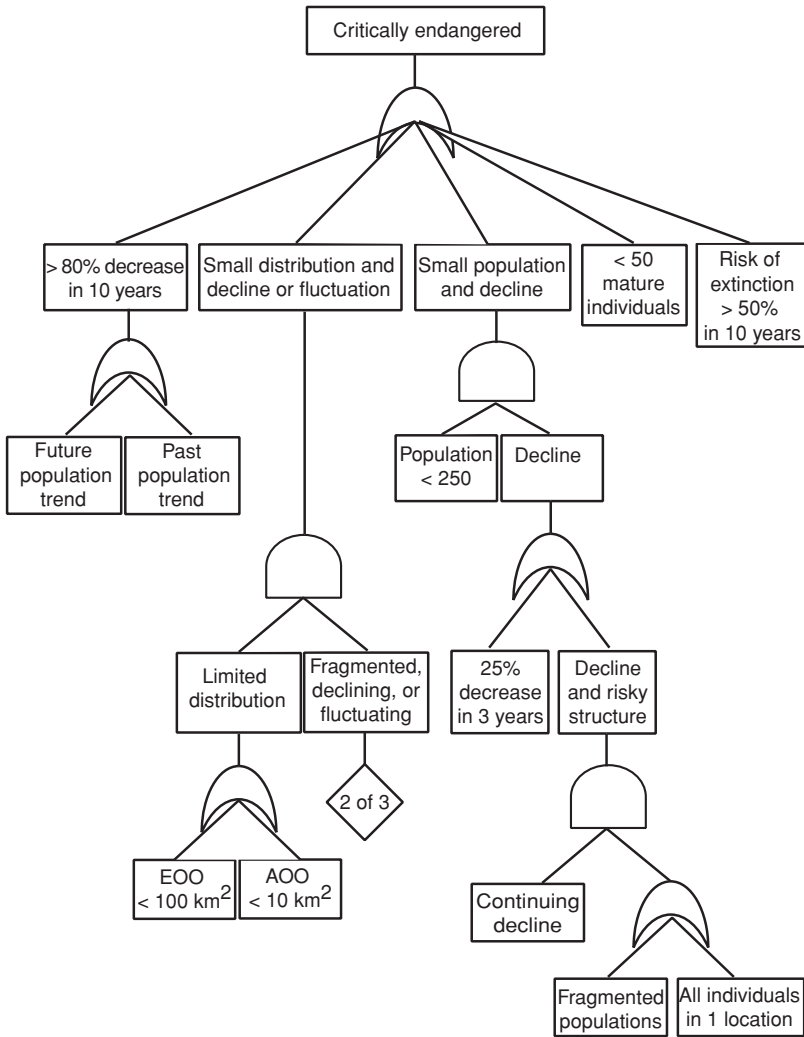 Critically endangered
> 80% decrease
in 10 years
Small distribution and
decline or fluctuation
Small population
and decline
< 50
mature
individuals
Risk of
extinction
> 50%
in 10 years
Future
population
trend
Past
population
trend
Population
< 250
Decline
Limited
distribution
Fragmented,
declining, or
fluctuating
25%
decrease
in 3 years
Decline
and risky
structure
2 of 3
EOO
< 100 km²
AOO
< 10 km²
Continuing
decline
Fragmented
populations
All individuals
in 1 location